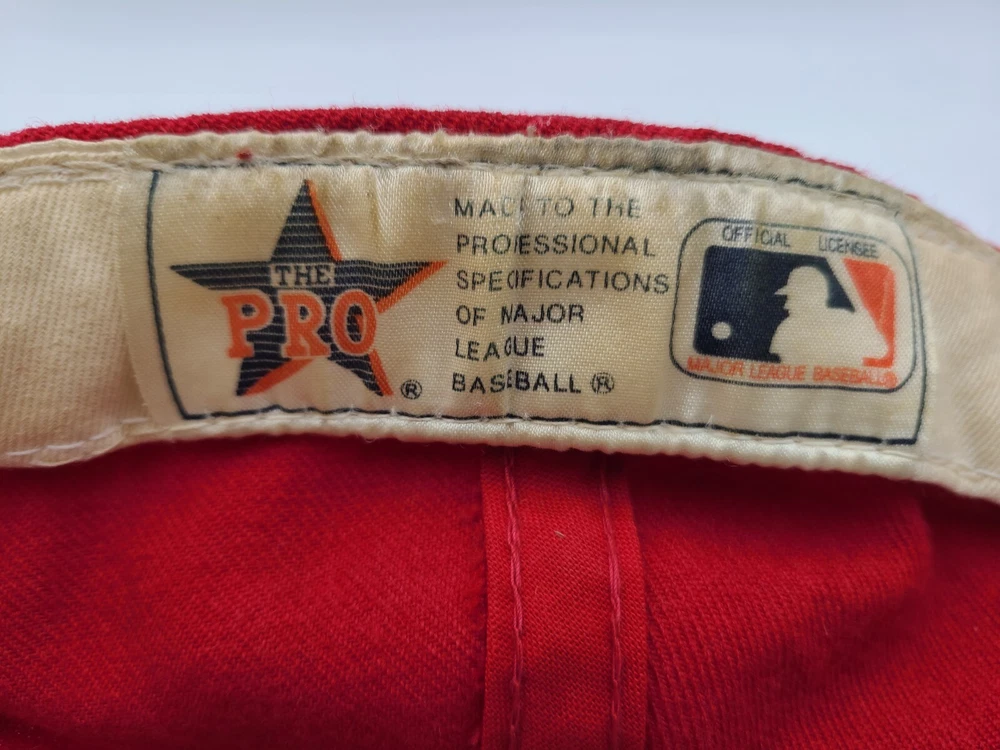 THE
PRO
®
MADE TO THE
PROFESSIONAL
SPECIFICATIONS
OF MAJOR
LEAGUE
BASEBALL ®
OFFICIAL LICENSEE
MAJOR LEAGUE BASEBALL®